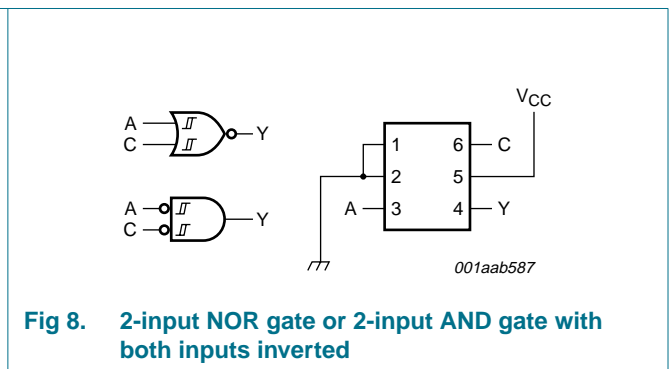 A
C
Y
A
C
Y
VCC
1 6 C
2 5
A 3 4 Y
001aab587
Fig 8. 2-input NOR gate or 2-input AND gate with
both inputs inverted